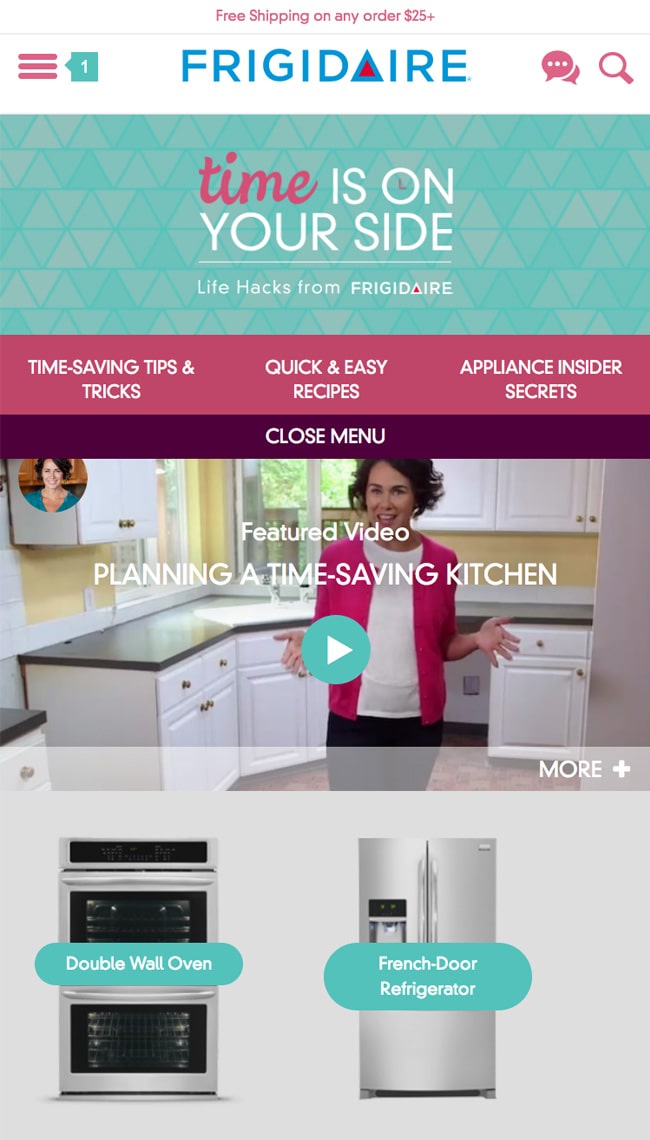 Free Shipping on any order $25+
1
FRIGIDAIRE
time IS ON
YOUR SIDE
Life Hacks from FRIGIDAIRE
TIME-SAVING TIPS &
TRICKS
QUICK & EASY
RECIPES
APPLIANCE INSIDER
SECRETS
CLOSE MENU
Featured Video
PLANNING A TIME-SAVING KITCHEN
MORE +
Double Wall Oven
French-Door
Refrigerator